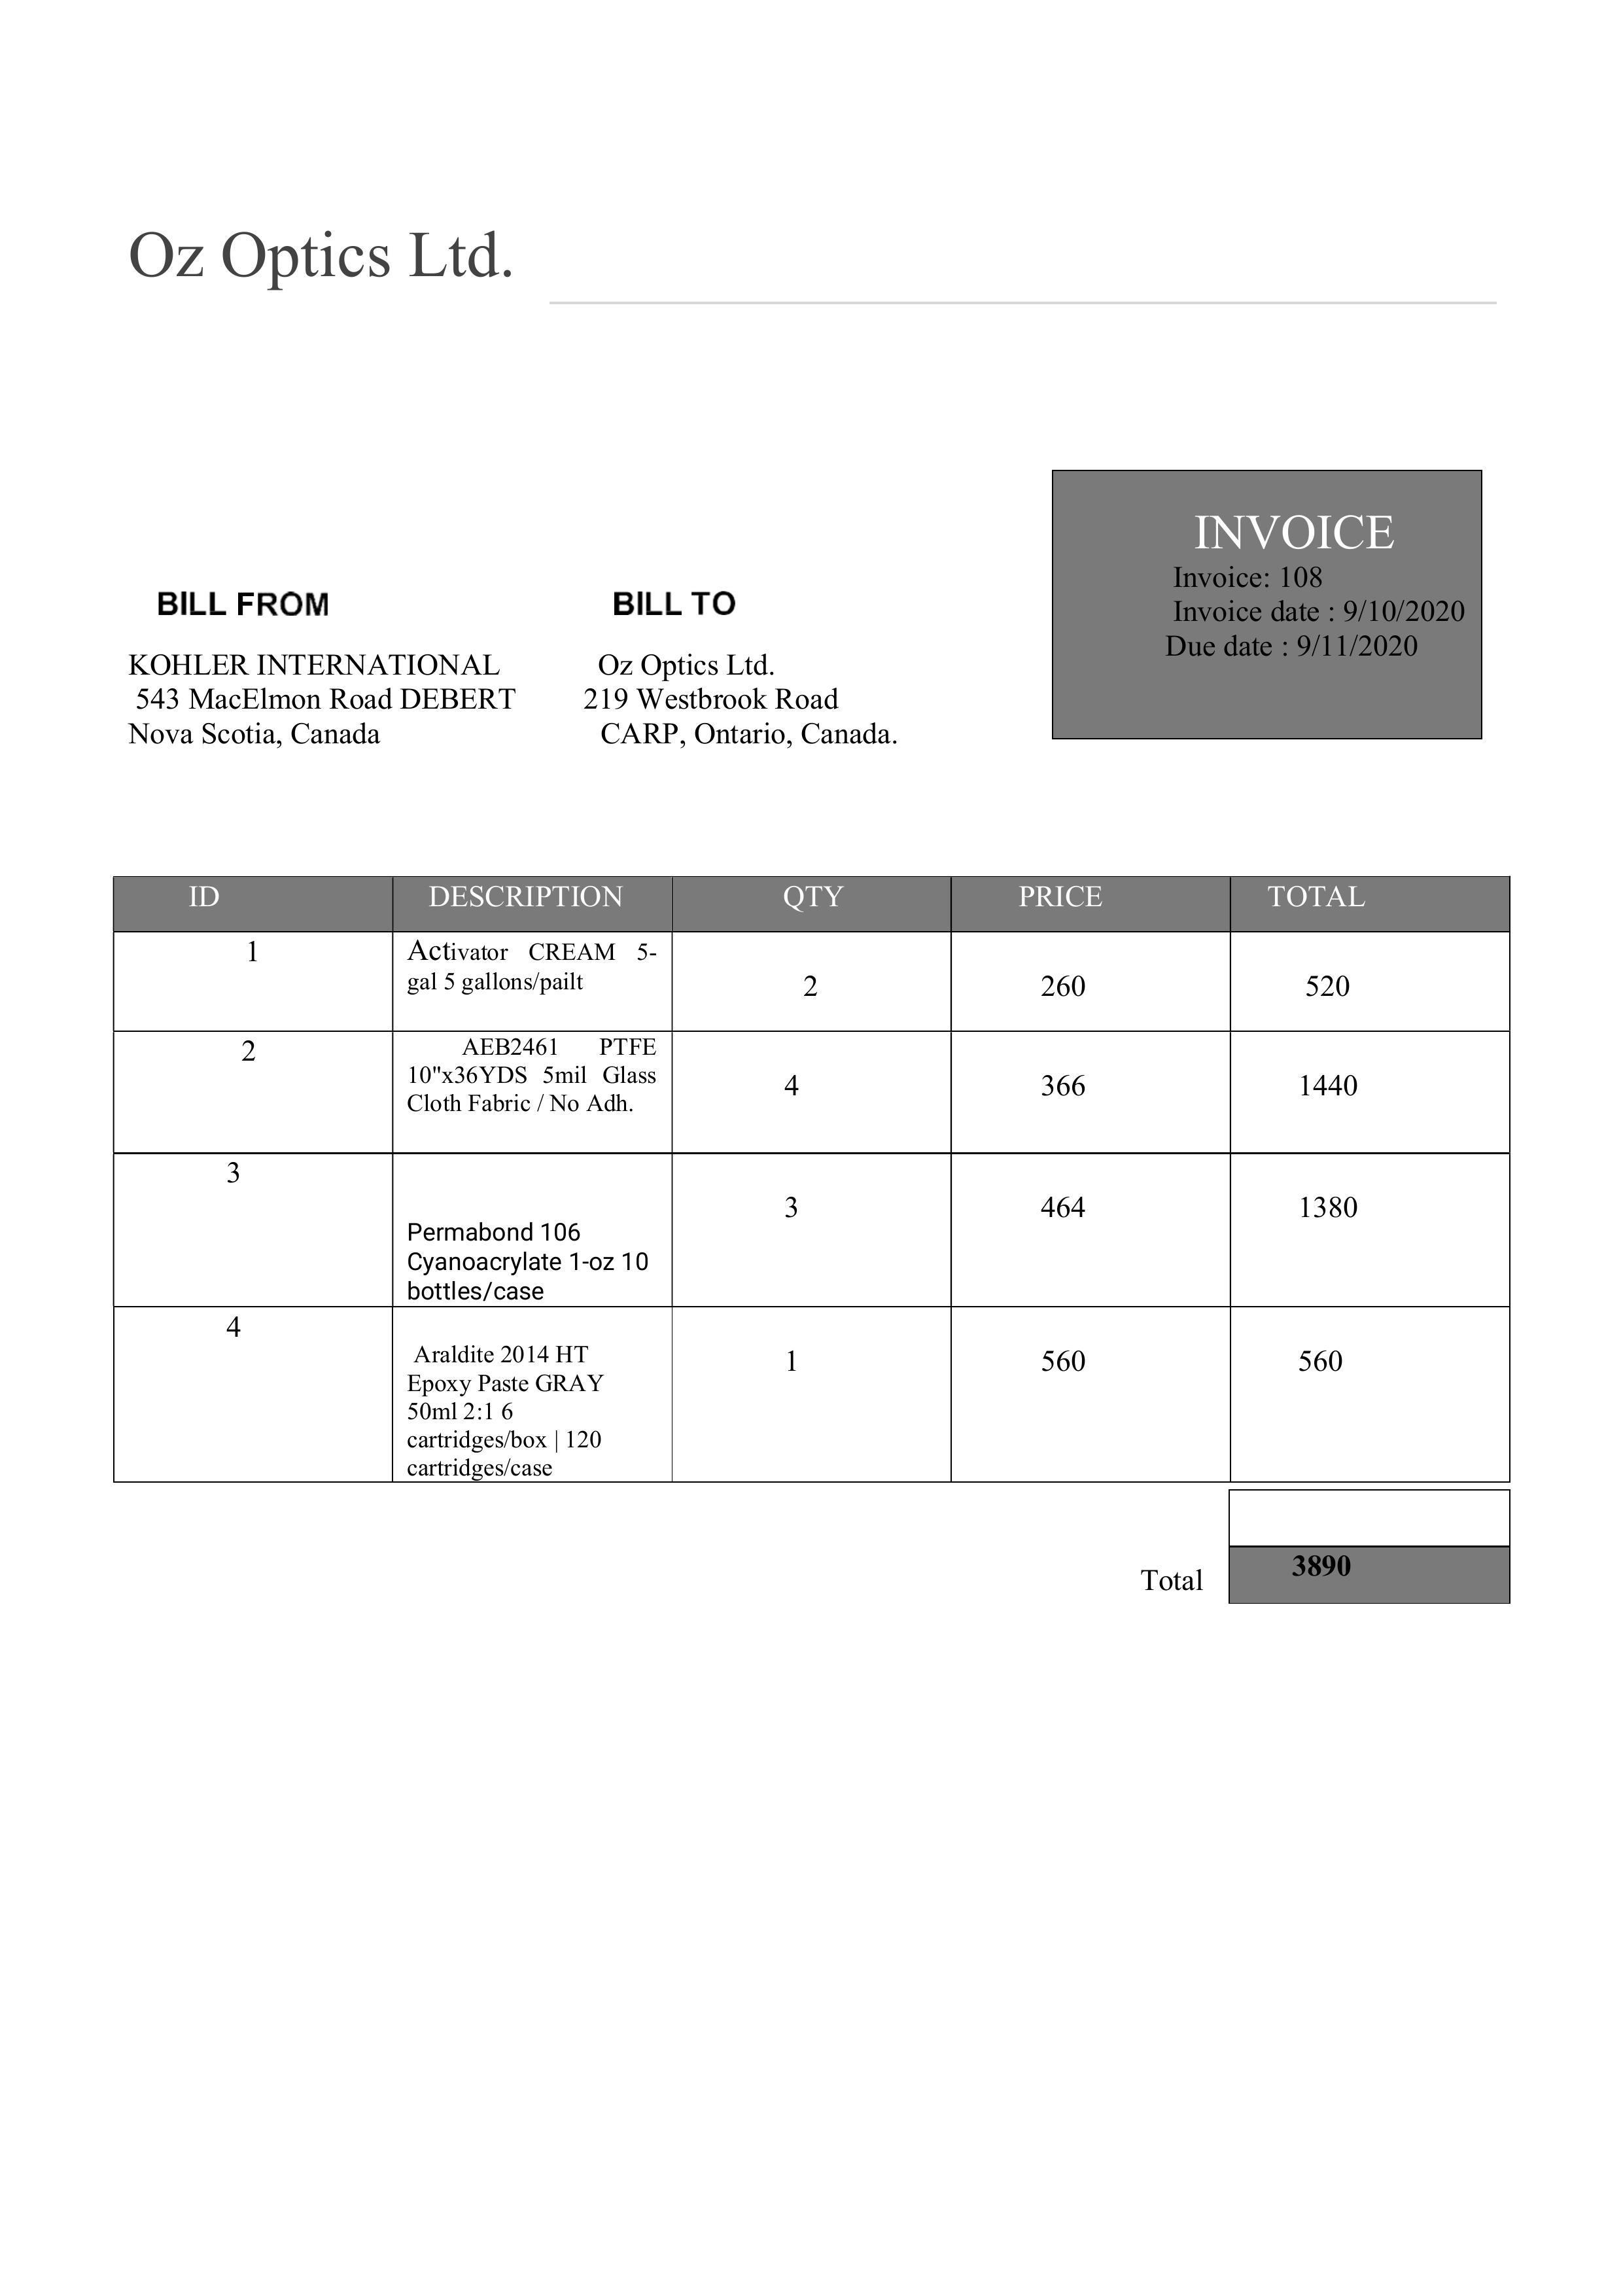 Oz Optics Ltd.
INVOICE
Invoice: 108
Invoice date : 9/10/2020
Due date : 9/11/2020
BILL FROM
KOHLER INTERNATIONAL
543 MacElmon Road DEBERT
Nova Scotia, Canada
BILL TO
Oz Optics Ltd.
219 Westbrook Road
CARP, Ontario, Canada.
ID DESCRIPTION QTY PRICE TOTAL
1 Activator CREAM 5-
gal 5 gallons/pailt
2 260 520
2 AEB2461 PTFE
10"x36YDS 5mil Glass
Cloth Fabric / No Adh.
4 366 1440
3
Permabond 106
Cyanoacrylate 1-oz 10
bottles/case
3 464 1380
4
Araldite 2014 HT
Epoxy Paste GRAY
50ml 2:1 6
cartridges/box | 120
cartridges/case
1 560 560
Total 3890